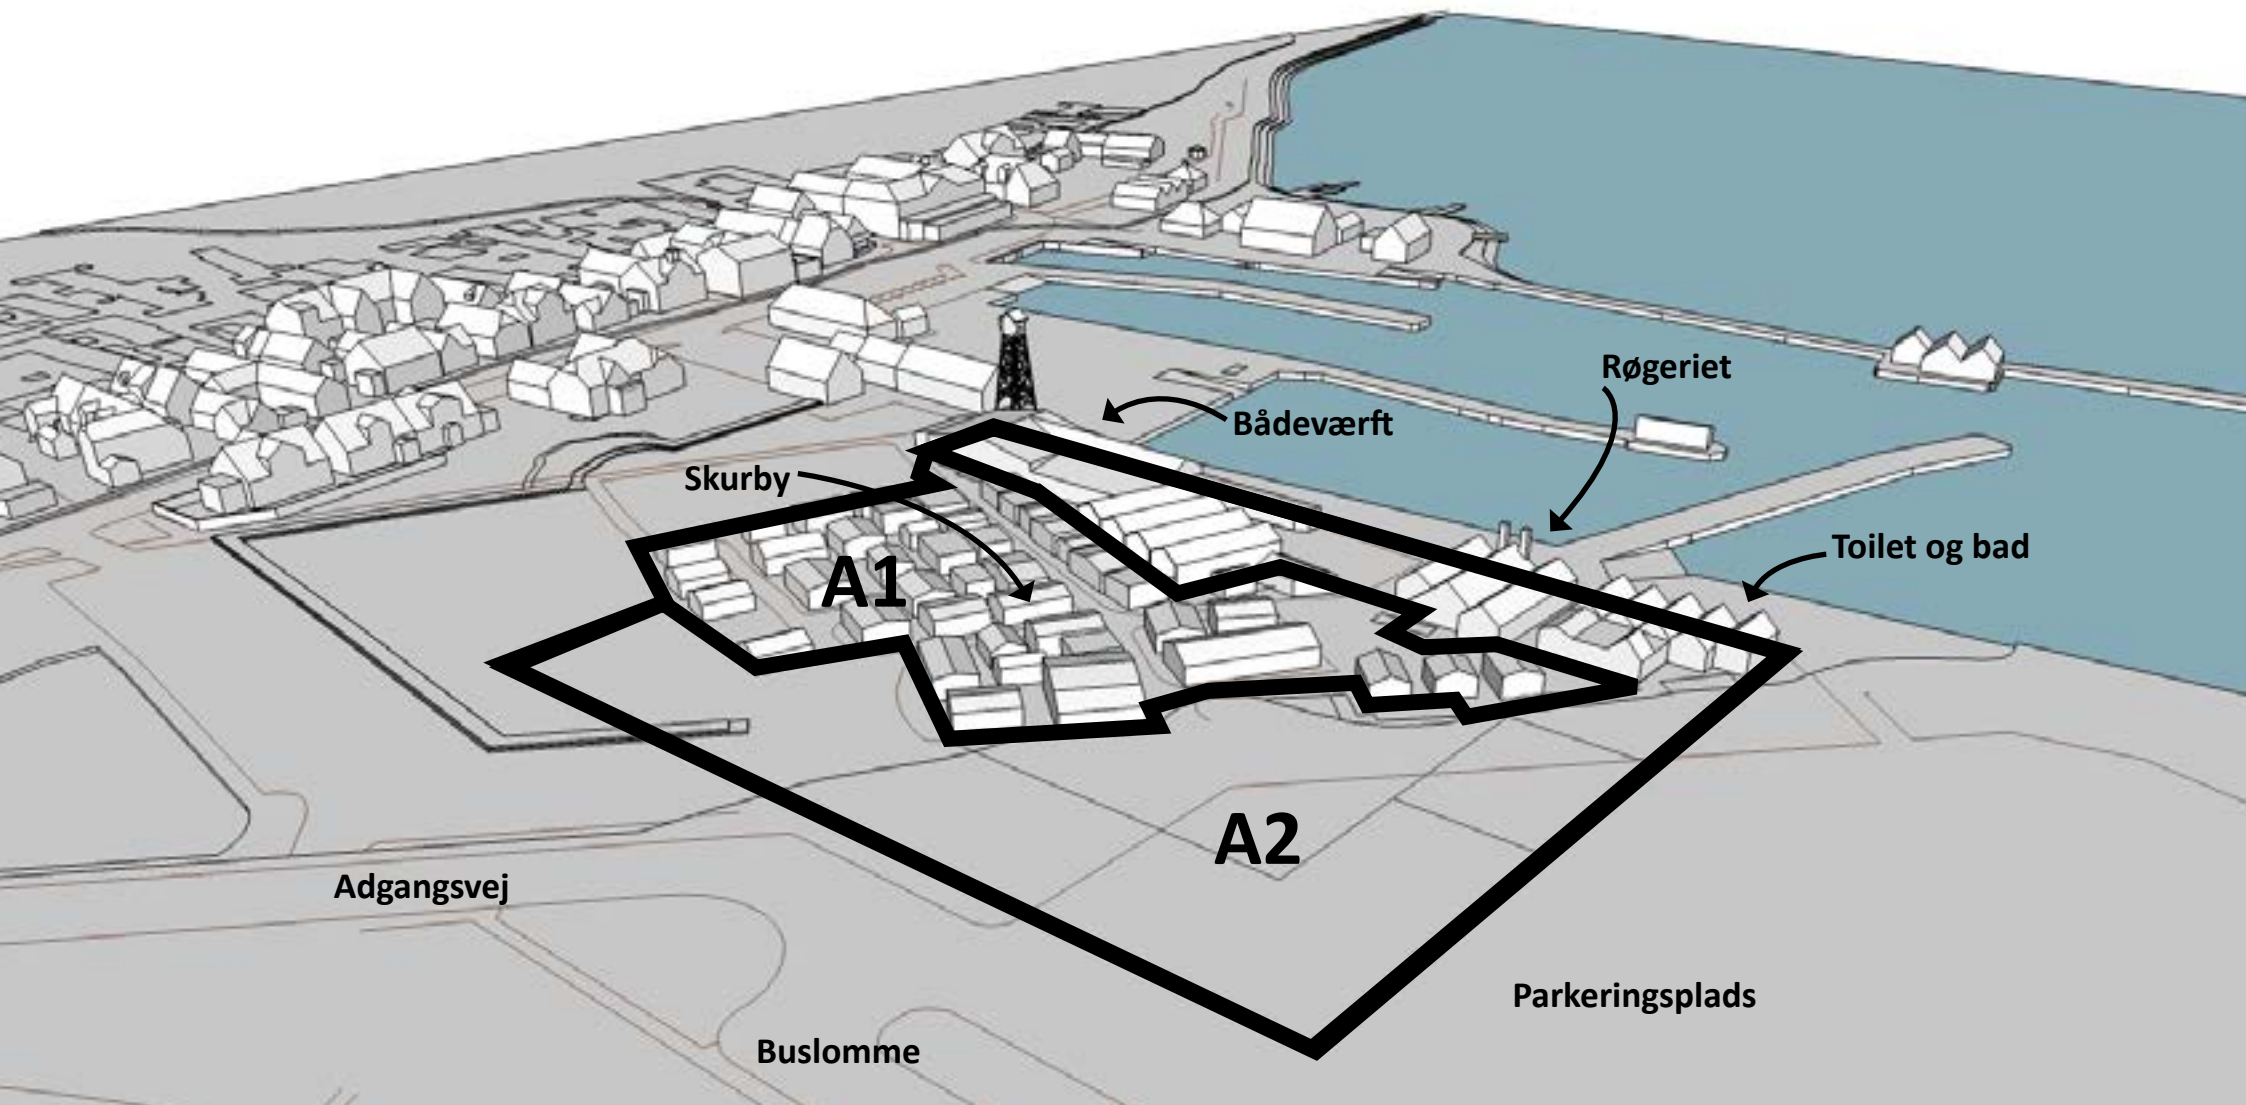 Røgeriet
Bådeværft
Skurby
Toilet og bad
A1
A2
Adgangsvej
Parkeringsplads
Buslomme